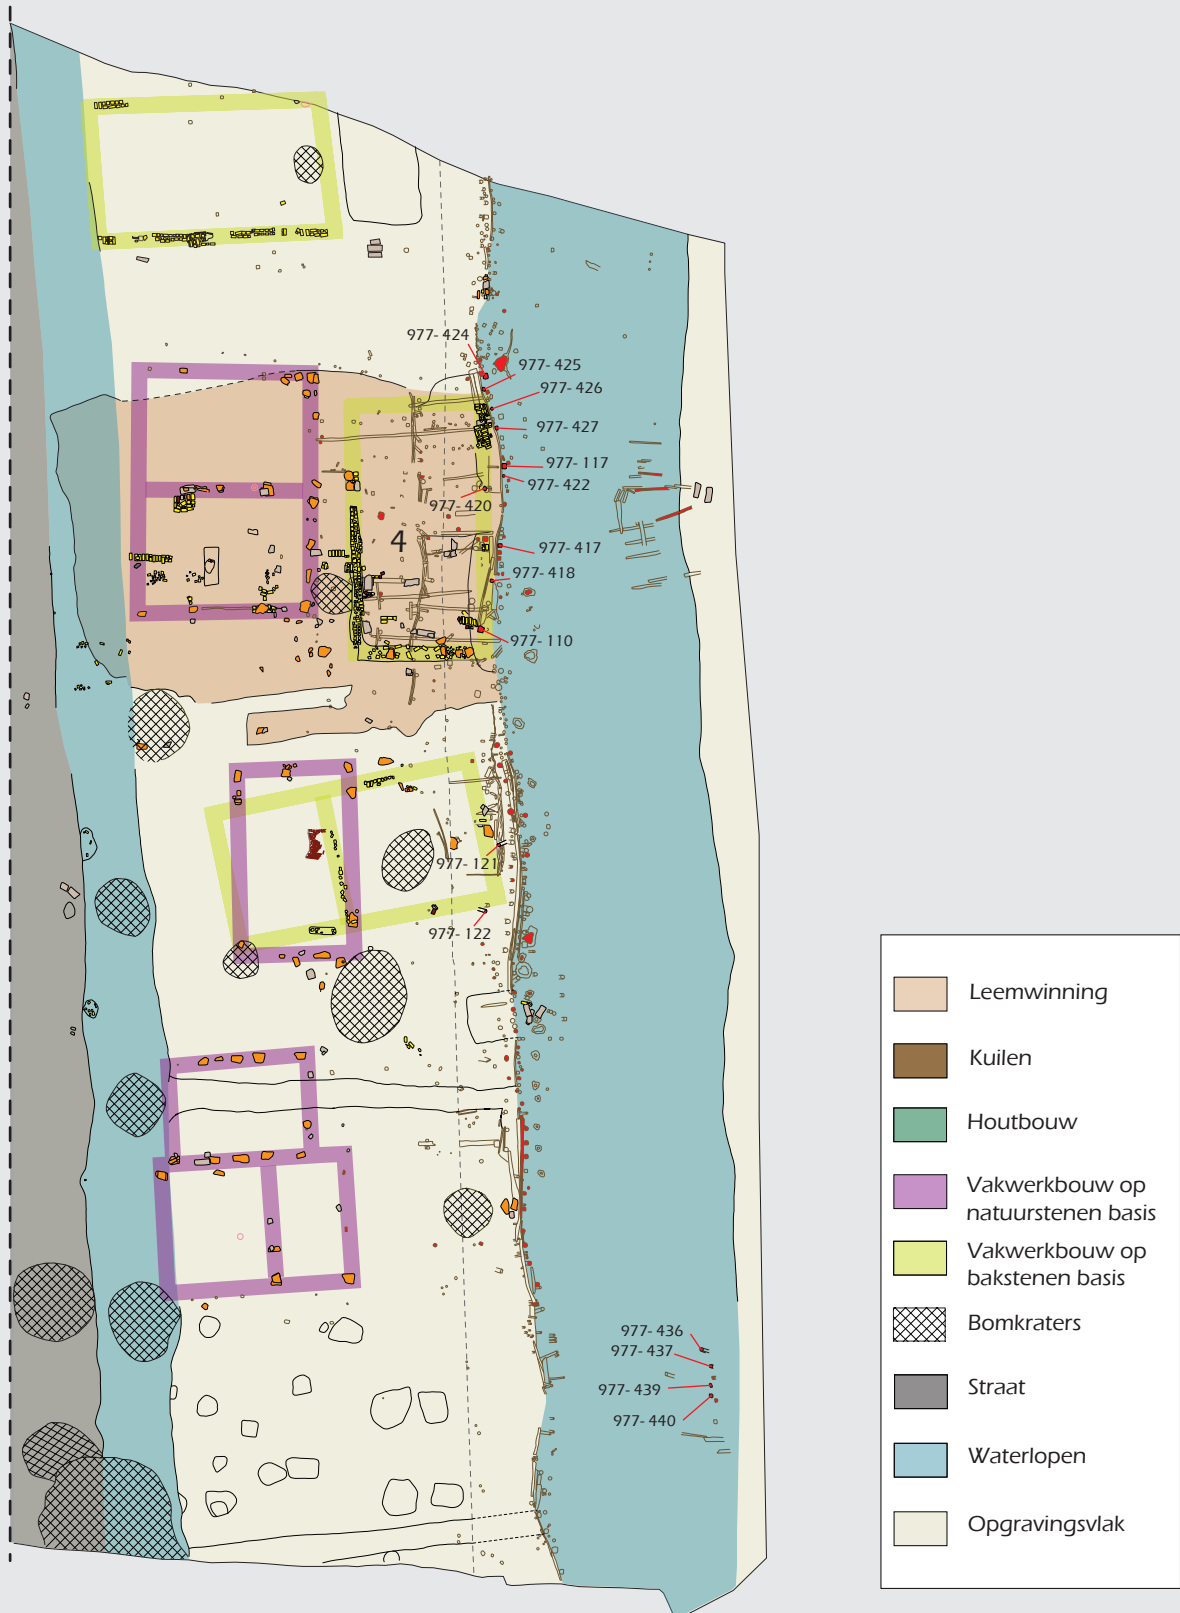 977-424
977-425
977-426
977-427
977-117
977-422
977-420
4
977-417
977-418
977-110
977-121
977-122
977-436
977-437
977-439
977-440
Leemwinning
Kuilen
Houtbouw
Vakwerkbouw op
natuurstenen basis
Vakwerkbouw op
bakstenen basis
Bomkraters
Straat
Waterlopen
Opgravingsvlak